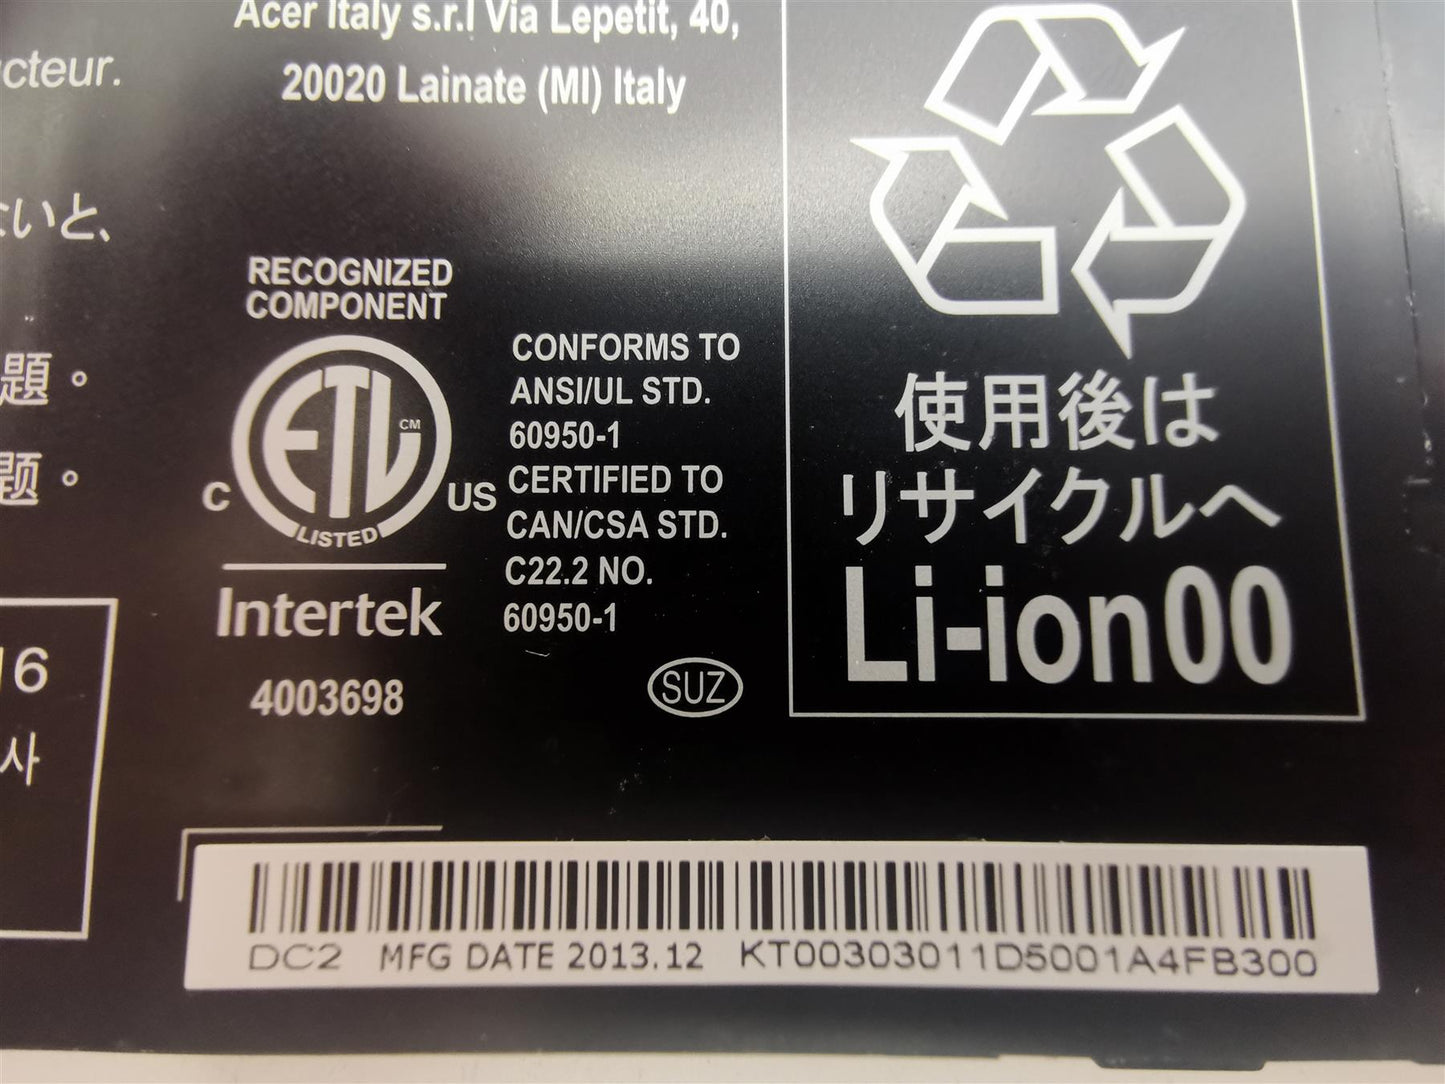 cteur.
ないと、
題。
题。
16
사
Acer Italy s.r.l Via Lepetit, 40,
20020 Lainate (MI) Italy
RECOGNIZED
COMPONENT
ETL CM
C LISTED US
Intertek
4003698
CONFORMS TO
ANSI/UL STD.
60950-1
CERTIFIED TO
CAN/CSA STD.
C22.2 NO.
60950-1
SUZ
使用後は
リサイクルへ
Li-ion00
DC2 MFG DATE 2013.12 KT00303011D5001A4FB300